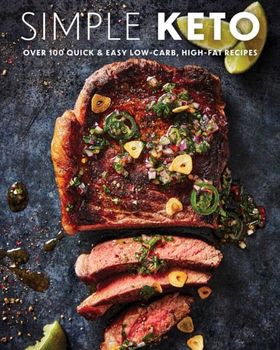 SIMPLE KETO
OVER 100 QUICK & EASY LOW-CARB, HIGH-FAT RECIPES